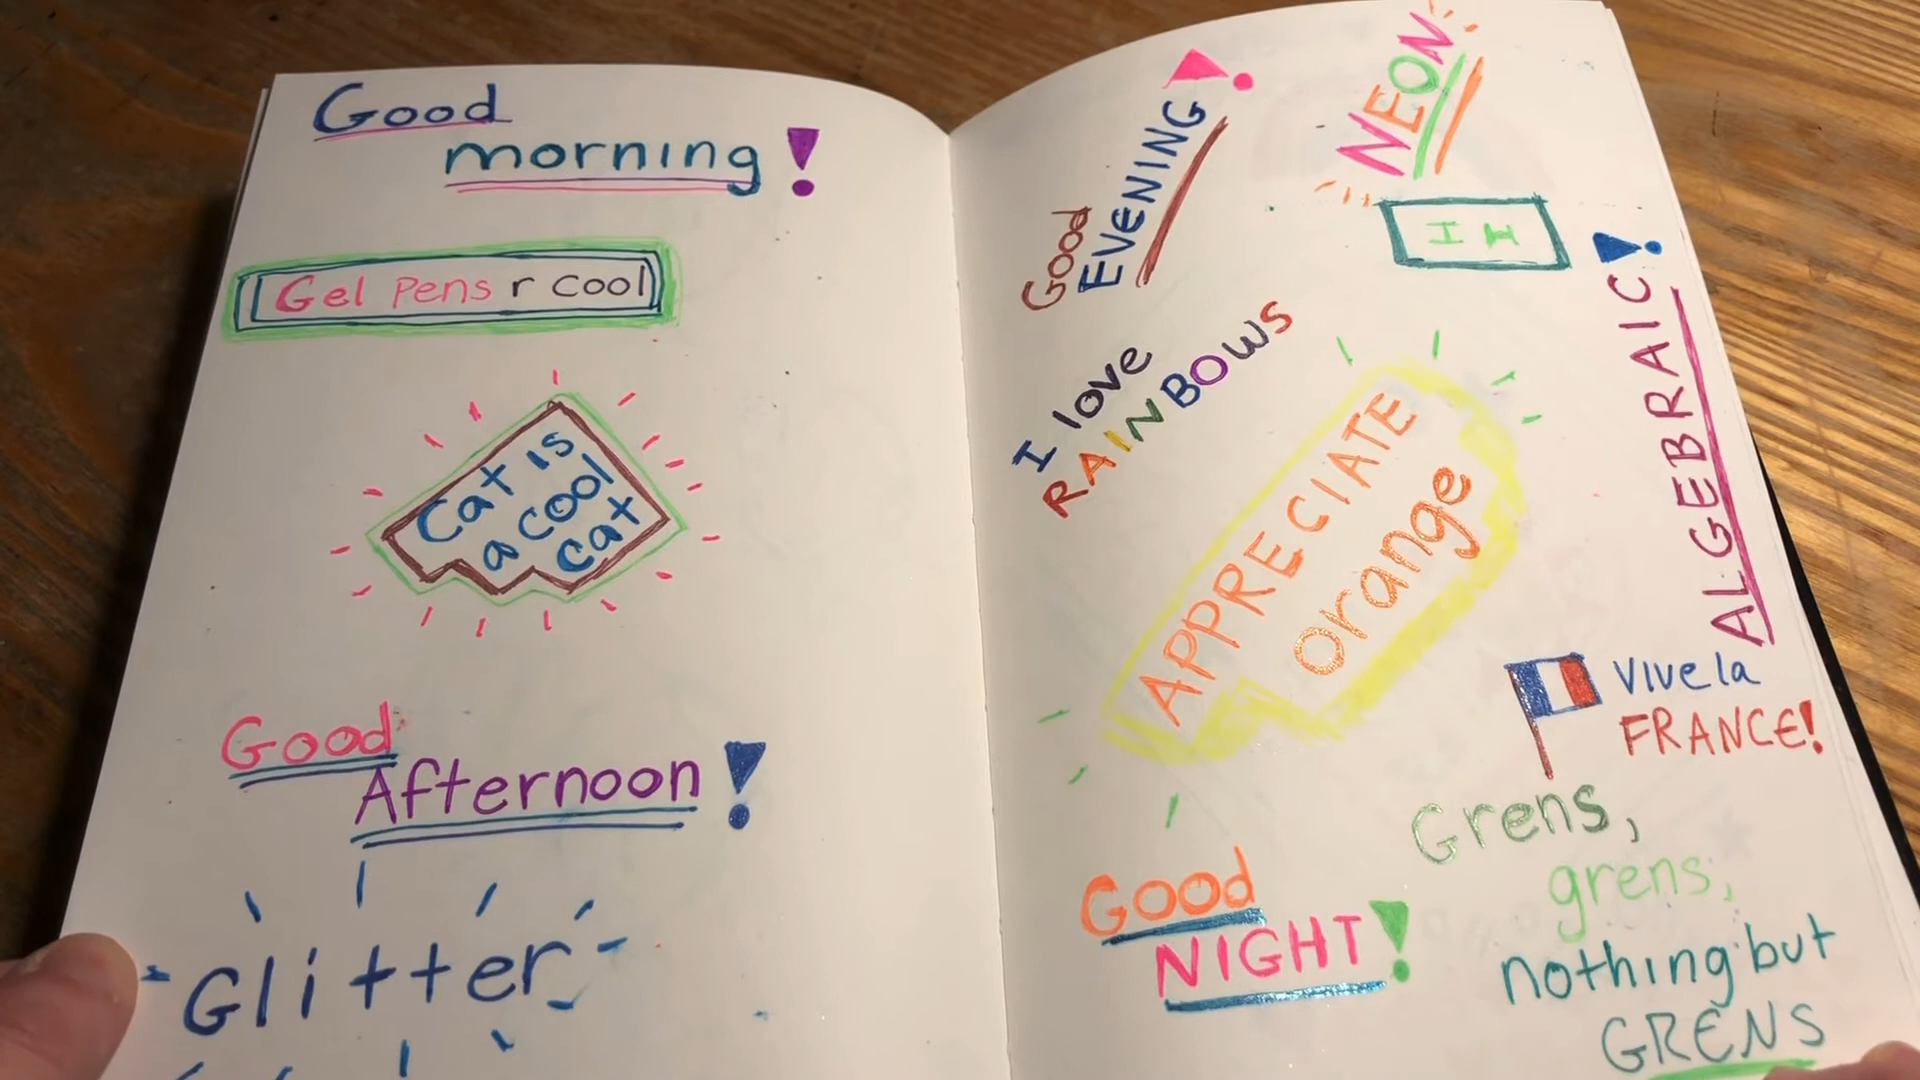 Good
morning!
Gel Pens r cool
Cat is
a cool
cat
Good
Afternoon!
Glitter
Good
EVENING!
NEON
HI
I love
RAINBOWS
ALGEBRAIC!
APPRECIATE
orange
Vive la
FRANCE!
Good
NIGHT!
Grens,
grens,
nothing but
GRENS